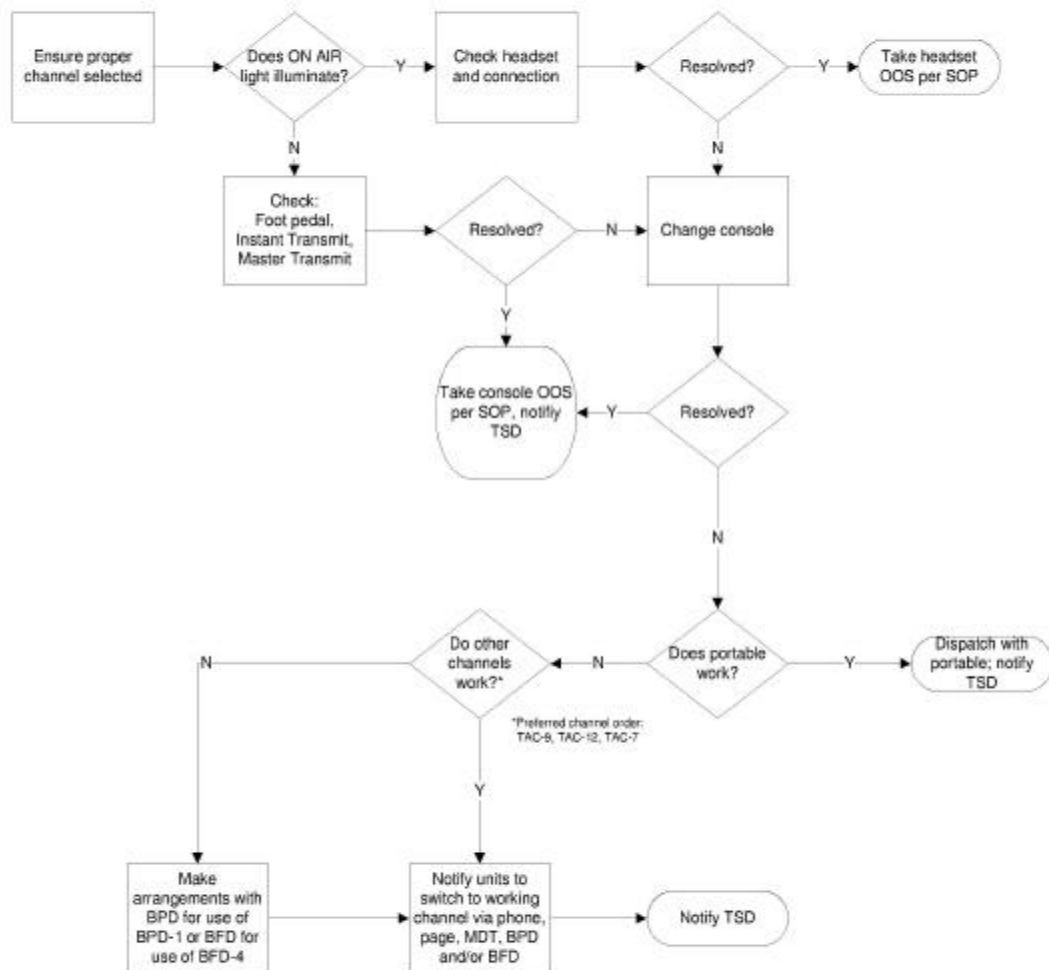 Ensure proper
channel selected
Does ON AIR
light illuminate?
Y
Check headset
and connection
Resolved?
Y
Take headset
OOS per SOP
N
N
Check:
Foot pedal,
Instant Transmit,
Master Transmit
Resolved?
N
Change console
Y
Take console OOS
per SOP, notifiy
TSD
Y
Resolved?
N
Do other
channels
work?*
N
N
Does portable
work?
Y
Dispatch with
portable; notify
TSD
*Preferred channel order:
TAC-9, TAC-12, TAC-7
Y
Make
arrangements with
BPD for use of
BPD-1 or BFD for
use of BFD-4
Notify units to
switch to working
channel via phone,
page, MDT, BPD
and/or BFD
Notify TSD